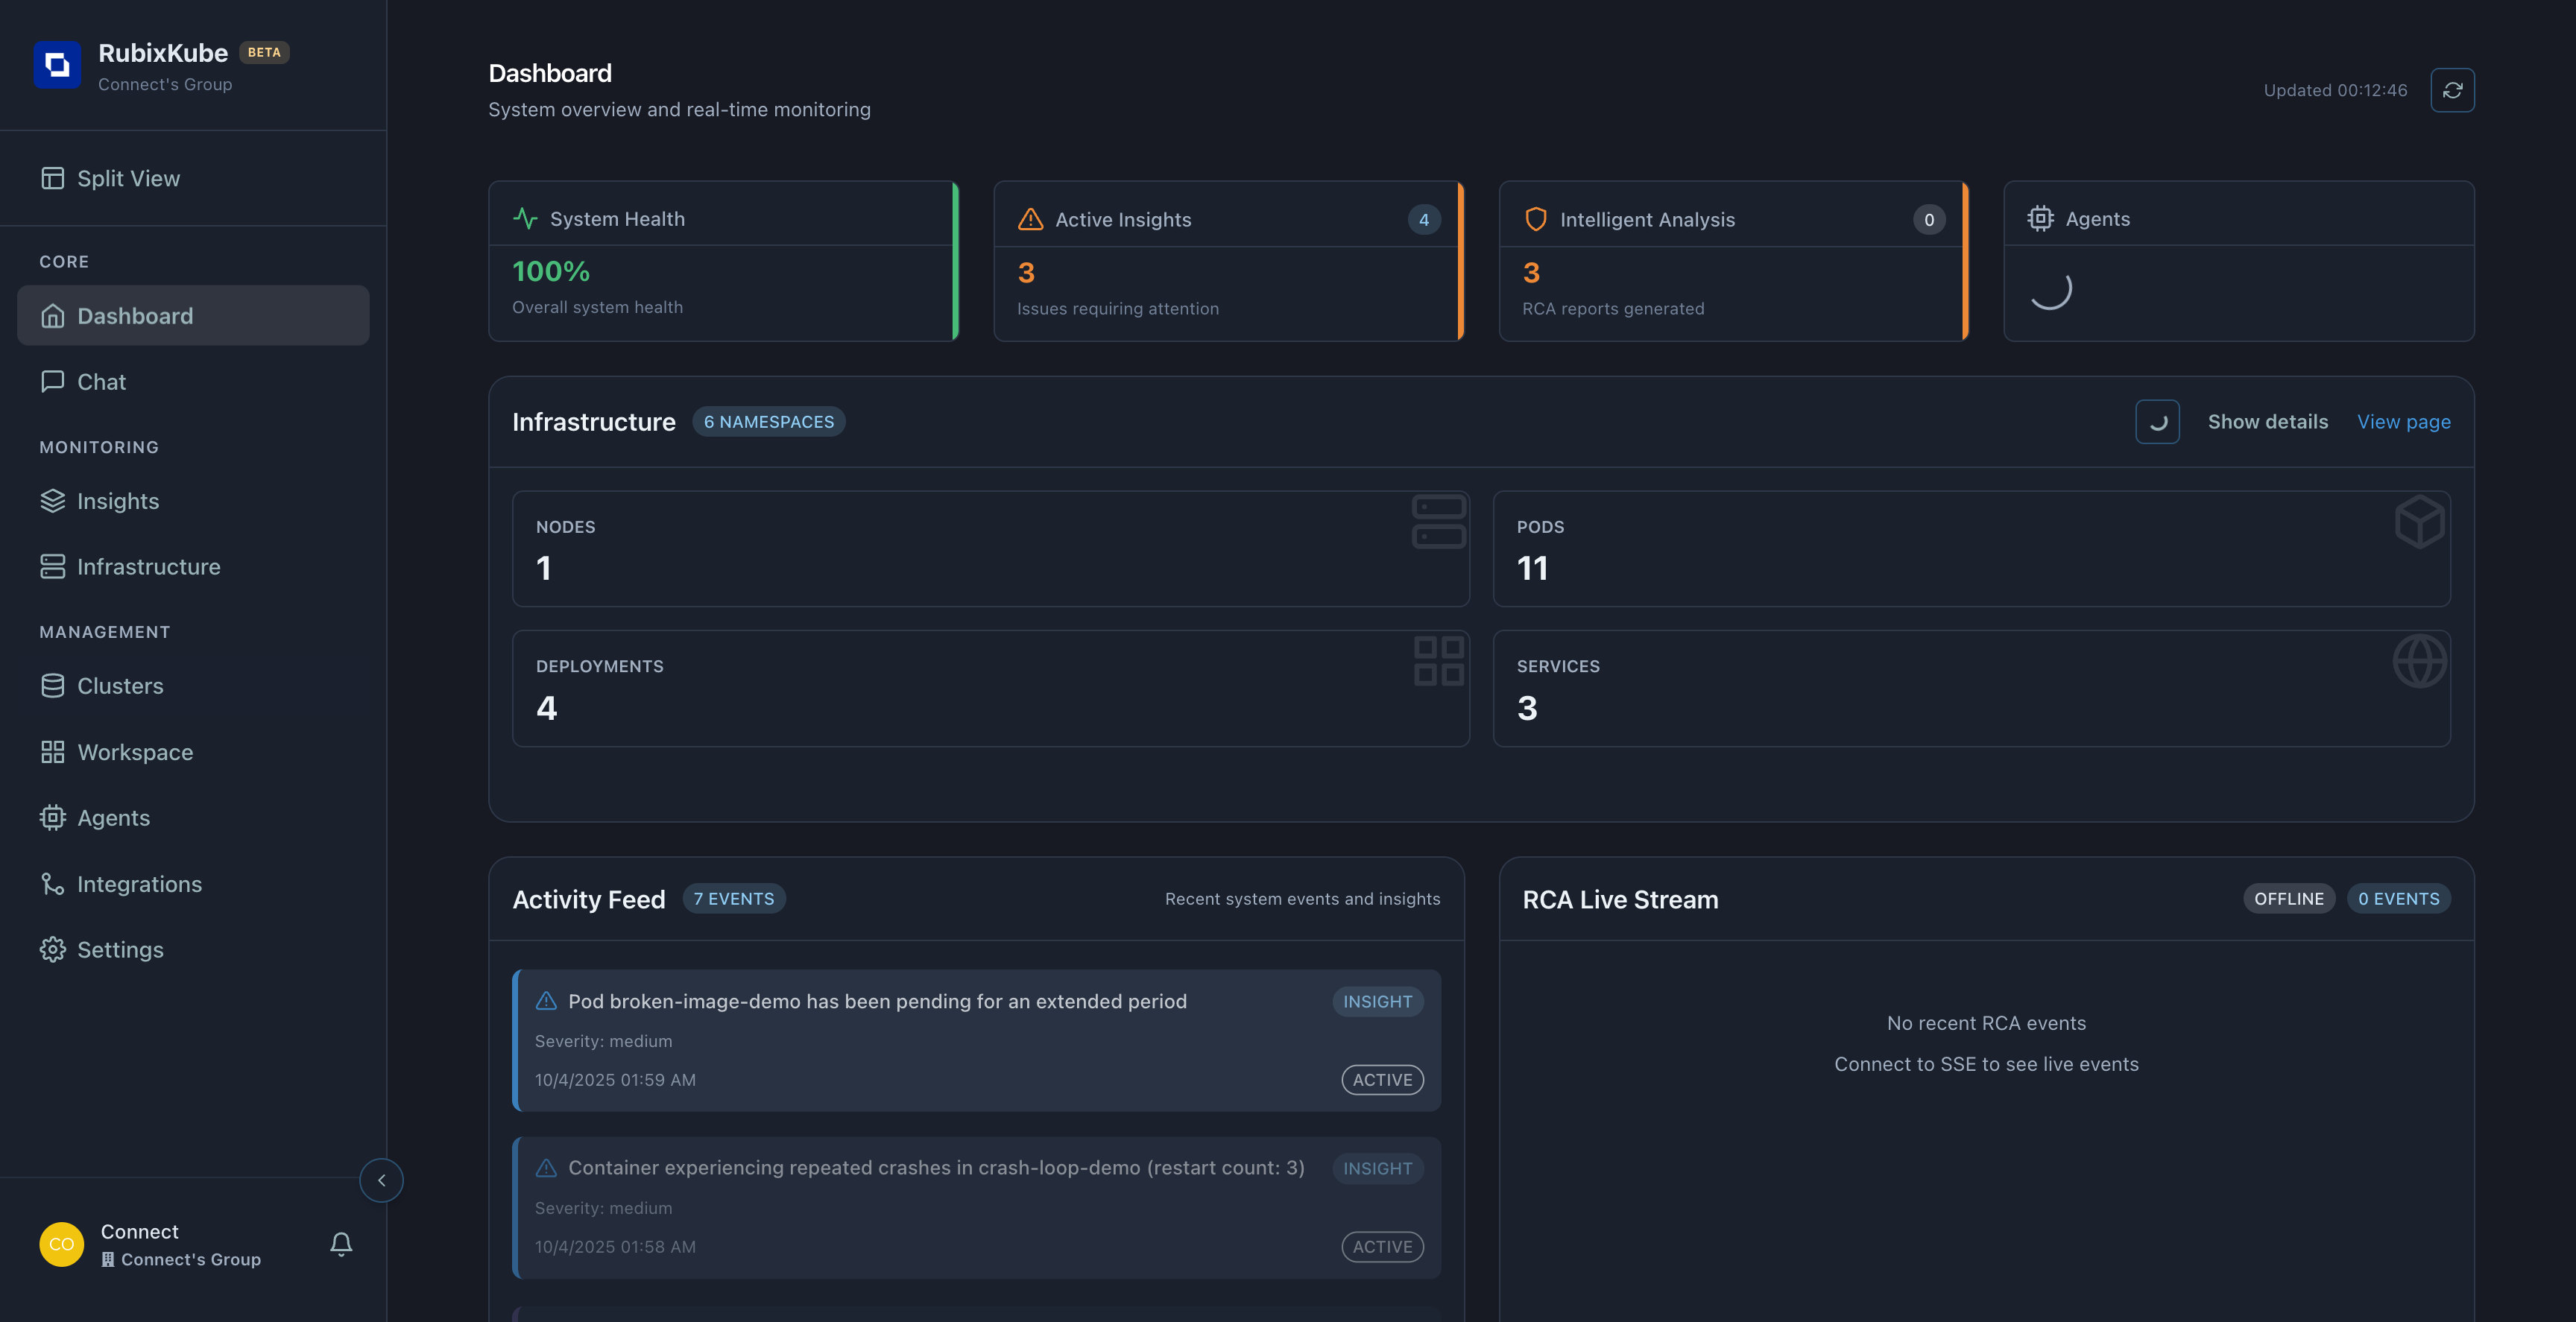 RubixKube BETA
Connect's Group
Split View
CORE
Dashboard
Chat
MONITORING
Insights
Infrastructure
MANAGEMENT
Clusters
Workspace
Agents
Integrations
Settings
CO
Connect
Connect's Group
Dashboard
System overview and real-time monitoring
Updated 00:12:46
System Health
100%
Overall system health
Active Insights 4
3
Issues requiring attention
Intelligent Analysis 0
3
RCA reports generated
Agents
Infrastructure 6 NAMESPACES
Show details View page
NODES
1
PODS
11
DEPLOYMENTS
4
SERVICES
3
Activity Feed 7 EVENTS
Recent system events and insights
Pod broken-image-demo has been pending for an extended period INSIGHT
Severity: medium
10/4/2025 01:59 AM ACTIVE
Container experiencing repeated crashes in crash-loop-demo (restart count: 3) INSIGHT
Severity: medium
10/4/2025 01:58 AM ACTIVE
RCA Live Stream OFFLINE 0 EVENTS
No recent RCA events
Connect to SSE to see live events